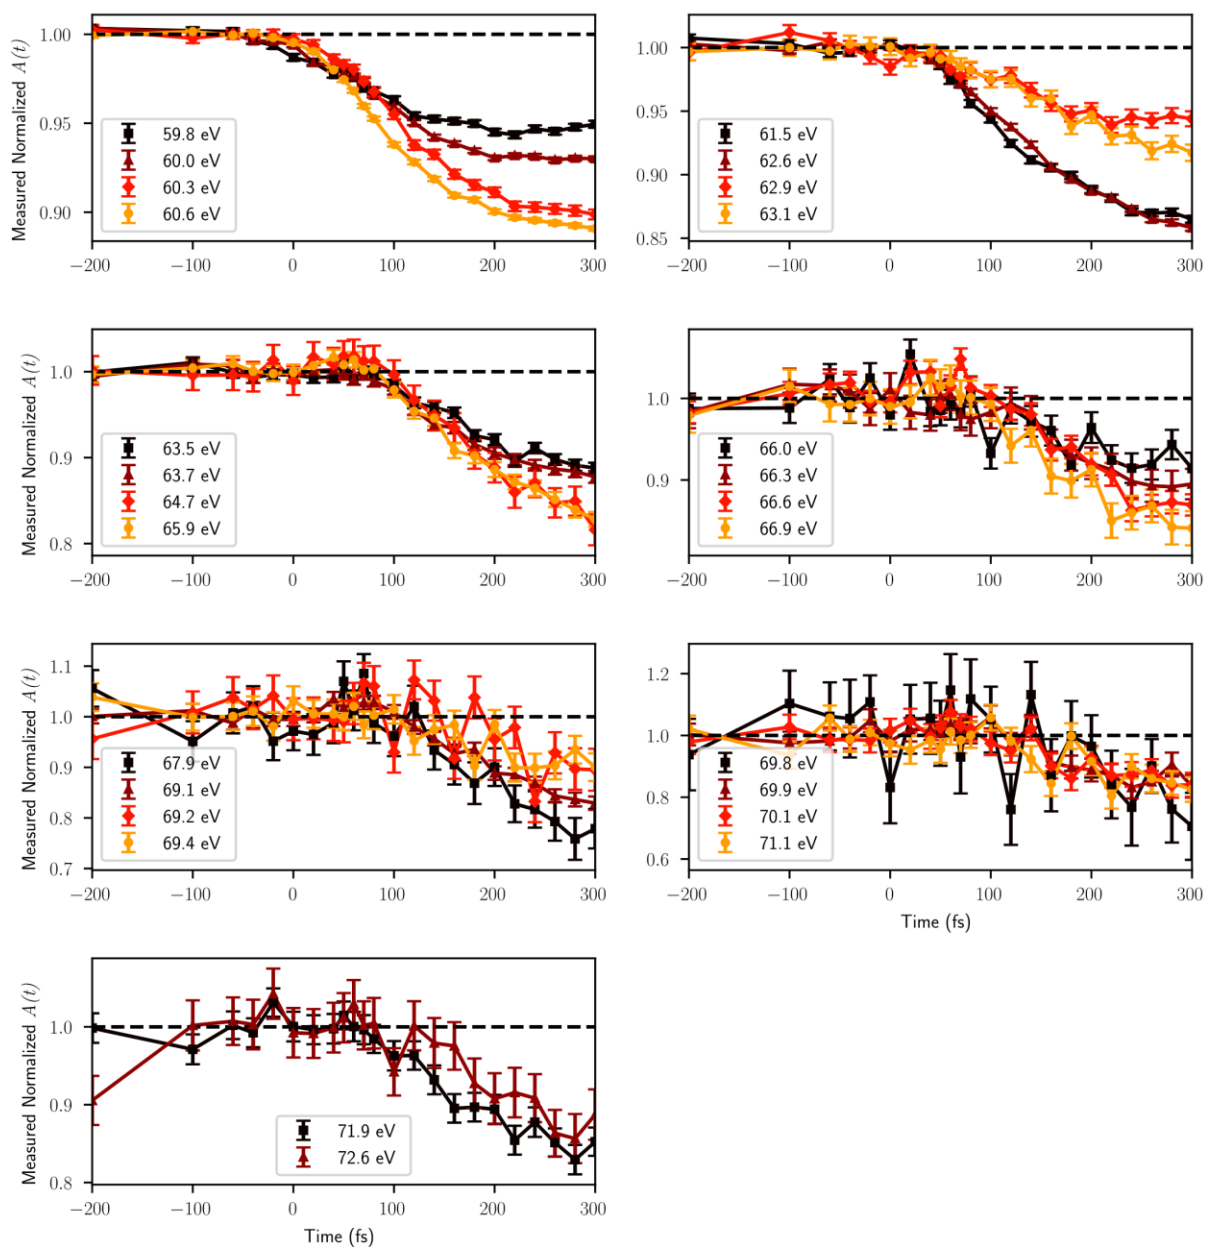 Measured Normalized A(t)
1.00
0.95
0.90
59.8 eV
60.0 eV
60.3 eV
60.6 eV
−200 −100 0 100 200 300
1.00
0.95
0.90
0.85
61.5 eV
62.6 eV
62.9 eV
63.1 eV
−200 −100 0 100 200 300
Measured Normalized A(t)
1.0
0.9
0.8
63.5 eV
63.7 eV
64.7 eV
65.9 eV
−200 −100 0 100 200 300
1.0
0.9
66.0 eV
66.3 eV
66.6 eV
66.9 eV
−200 −100 0 100 200 300
Measured Normalized A(t)
1.1
1.0
0.9
0.8
0.7
67.9 eV
69.1 eV
69.2 eV
69.4 eV
−200 −100 0 100 200 300
1.2
1.0
0.8
0.6
69.8 eV
69.9 eV
70.1 eV
71.1 eV
−200 −100 0 100 200 300
Time (fs)
Measured Normalized A(t)
1.0
0.9
0.8
71.9 eV
72.6 eV
−200 −100 0 100 200 300
Time (fs)